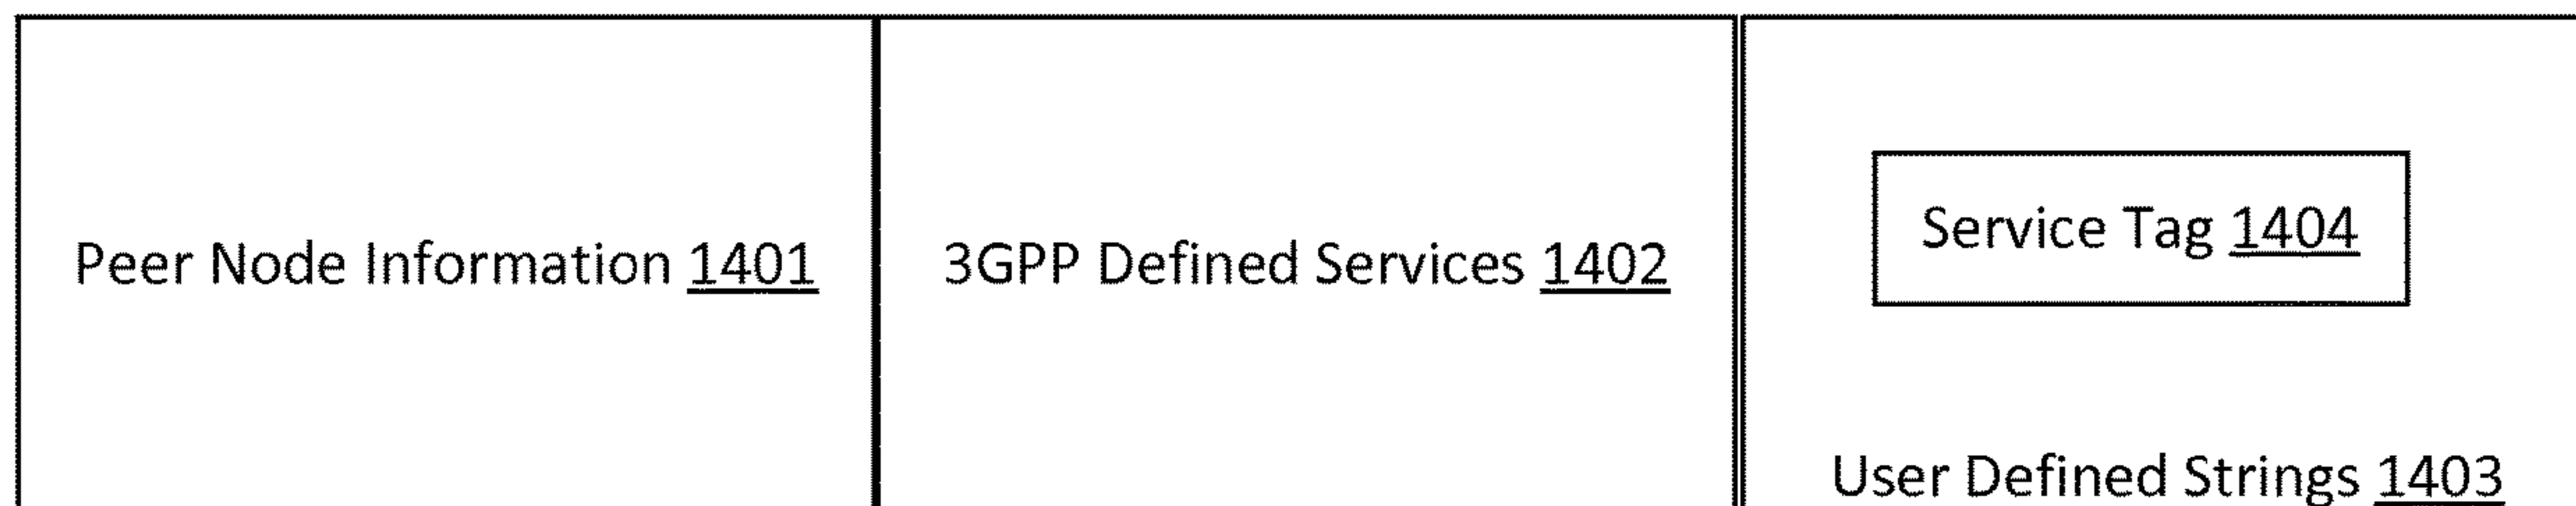 Peer Node Information 1401
3GPP Defined Services 1402
Service Tag 1404
User Defined Strings 1403